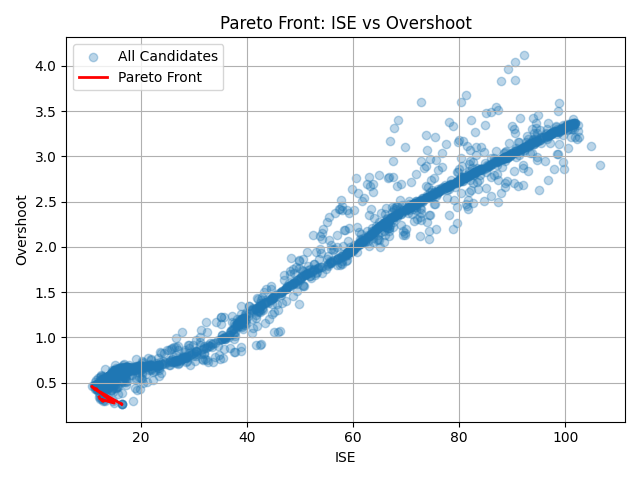 Pareto Front: ISE vs Overshoot
All Candidates
Pareto Front
Overshoot
4.0
3.5
3.0
2.5
2.0
1.5
1.0
0.5
20 40 60 80 100
ISE